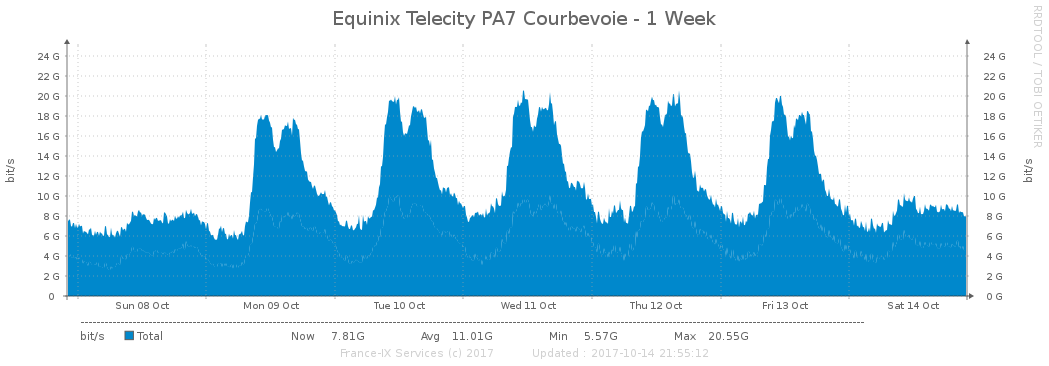 Equinix Telecity PA7 Courbevoie - 1 Week
RRDTOOL / TOBI OETIKER
bit/s
24 G 24 G
22 G 22 G
20 G 20 G
18 G 18 G
16 G 16 G
14 G 14 G
12 G 12 G
10 G 10 G
8 G 8 G
6 G 6 G
4 G 4 G
2 G 2 G
0 0 G
bit/s
Sun 08 Oct Mon 09 Oct Tue 10 Oct Wed 11 Oct Thu 12 Oct Fri 13 Oct Sat 14 Oct
bit/s Total Now 7.81G Avg 11.01G Min 5.57G Max 20.55G
France-IX Services (c) 2017 Updated : 2017-10-14 21:55:12